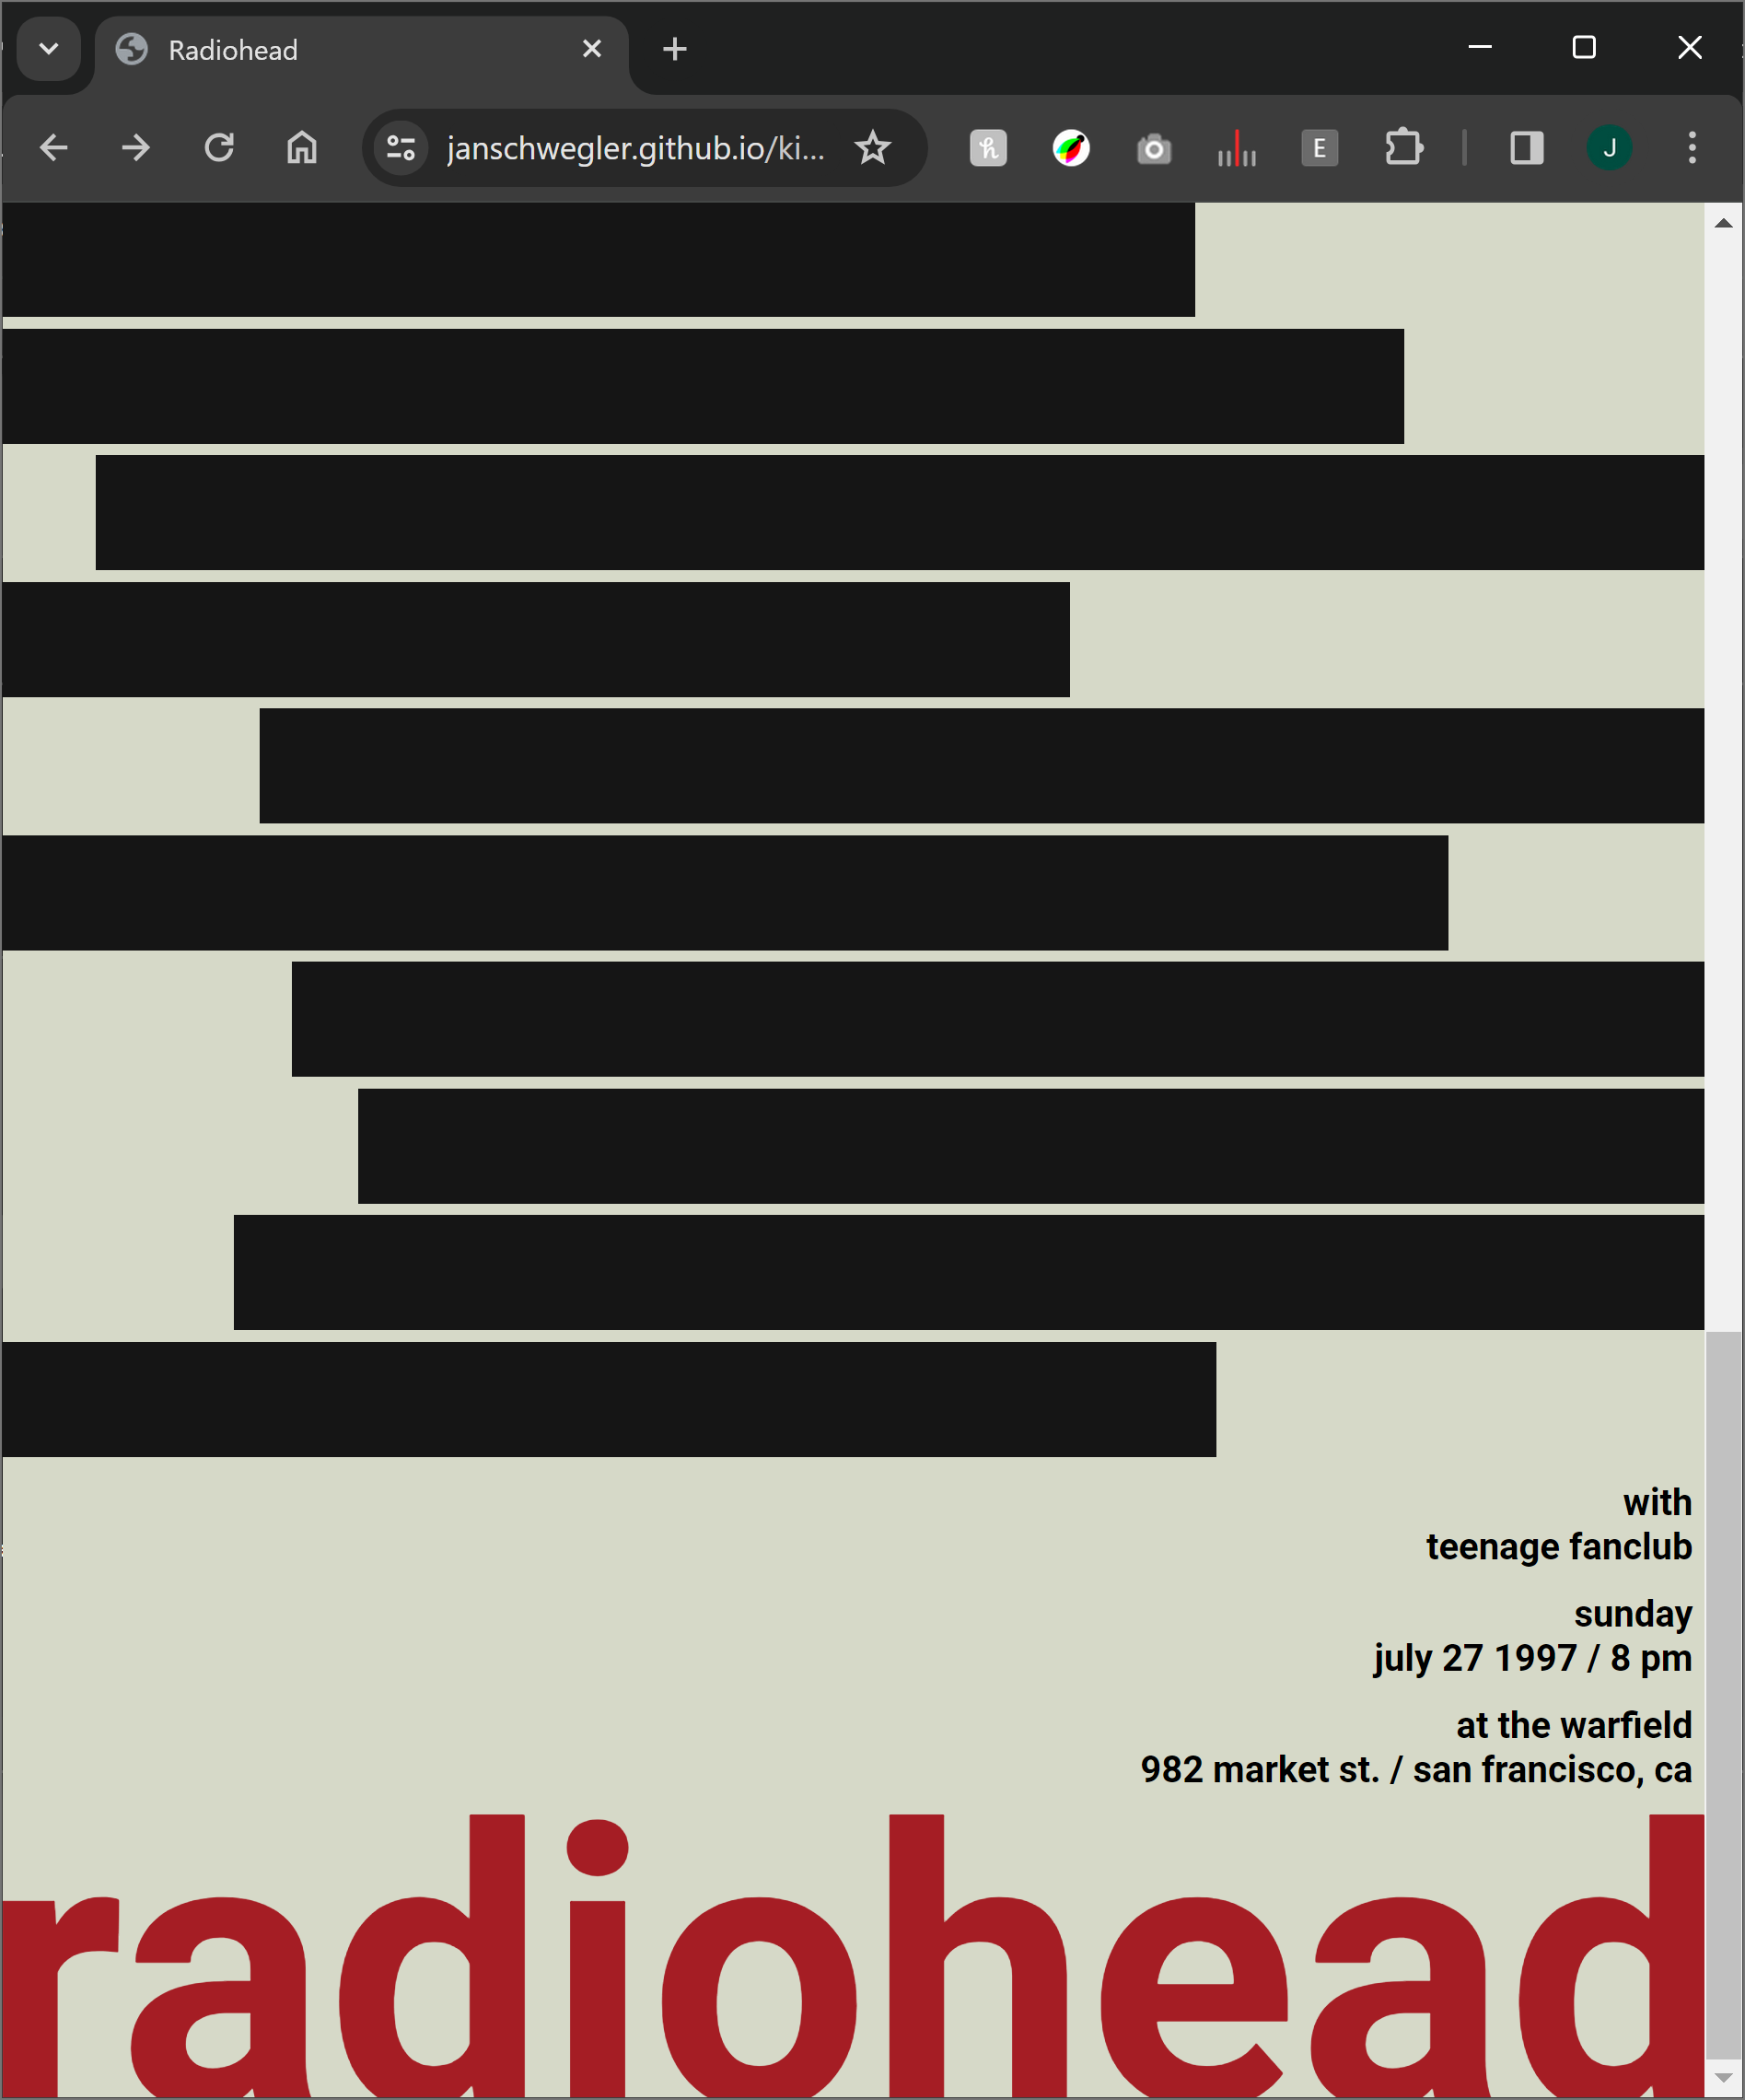 Radiohead
janschwegler.github.io/ki...
E
J
with
teenage fanclub
sunday
july 27 1997 / 8 pm
at the warfield
982 market st. / san francisco, ca
radiohead